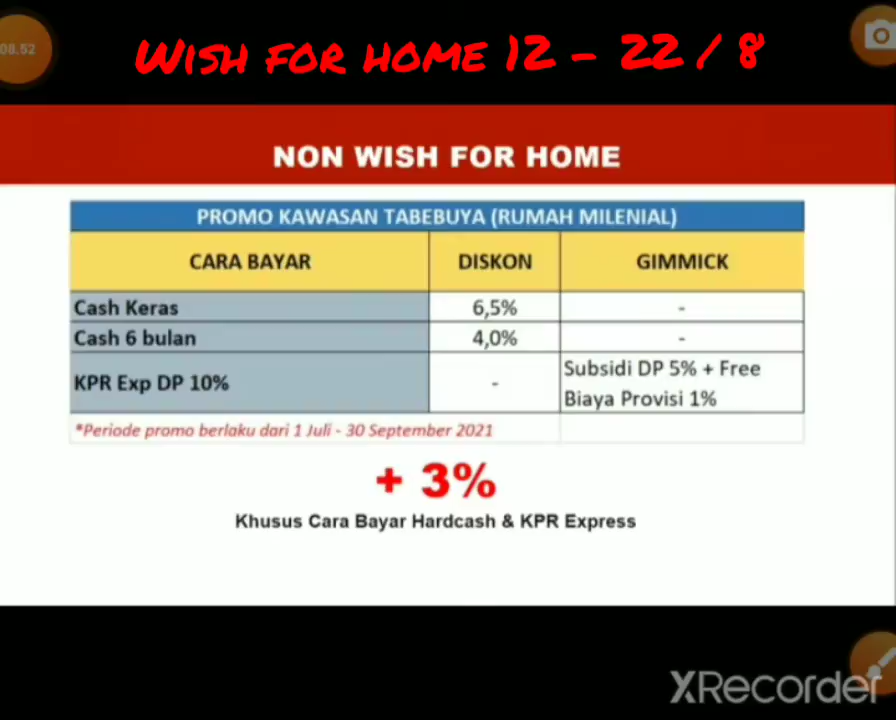 08.52
WISH FOR HOME 12 - 22 / 8
NON WISH FOR HOME
PROMO KAWASAN TABEBUYA (RUMAH MILENIAL)
CARA BAYAR DISKON GIMMICK
Cash Keras 6,5% -
Cash 6 bulan 4,0% -
KPR Exp DP 10% - Subsidi DP 5% + Free
Biaya Provisi 1%
*Periode promo berlaku dari 1 Juli - 30 September 2021
+ 3%
Khusus Cara Bayar Hardcash & KPR Express
XRecorder